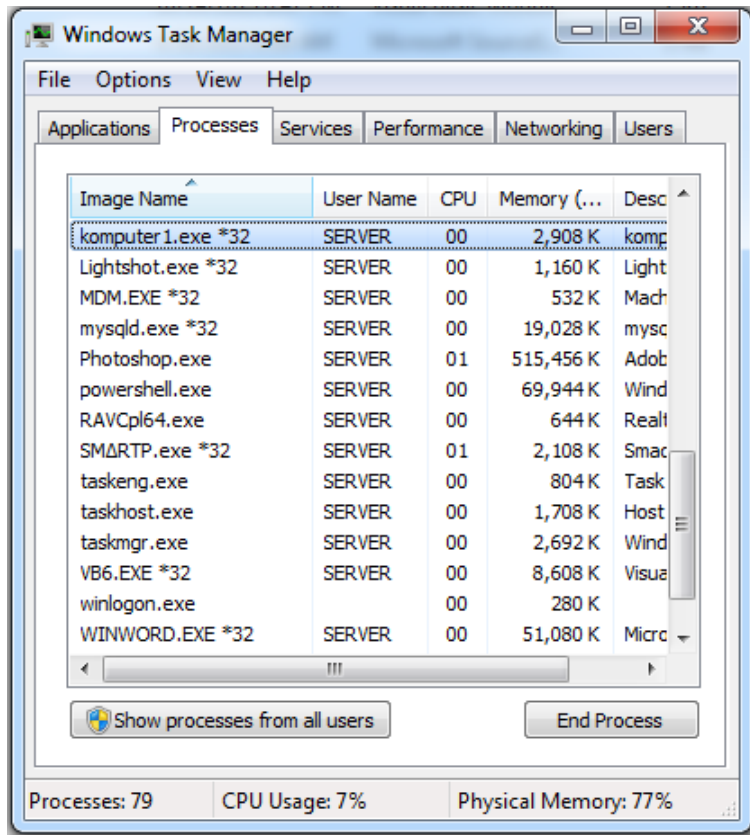 Windows Task Manager
File Options View Help
Applications Processes Services Performance Networking Users
Image Name User Name CPU Memory (... Desc
komputer1.exe *32 SERVER 00 2,908 K komp
Lightshot.exe *32 SERVER 00 1,160 K Light
MDM.EXE *32 SERVER 00 532 K Mach
mysqld.exe *32 SERVER 00 19,028 K mysq
Photoshop.exe SERVER 01 515,456 K Adob
powershell.exe SERVER 00 69,944 K Wind
RAVCpl64.exe SERVER 00 644 K Realt
SMΔRTP.exe *32 SERVER 01 2,108 K Smac
taskeng.exe SERVER 00 804 K Task
taskhost.exe SERVER 00 1,708 K Host
taskmgr.exe SERVER 00 2,692 K Wind
VB6.EXE *32 SERVER 00 8,608 K Visua
winlogon.exe 00 280 K
WINWORD.EXE *32 SERVER 00 51,080 K Micro
Show processes from all users End Process
Processes: 79 CPU Usage: 7% Physical Memory: 77%